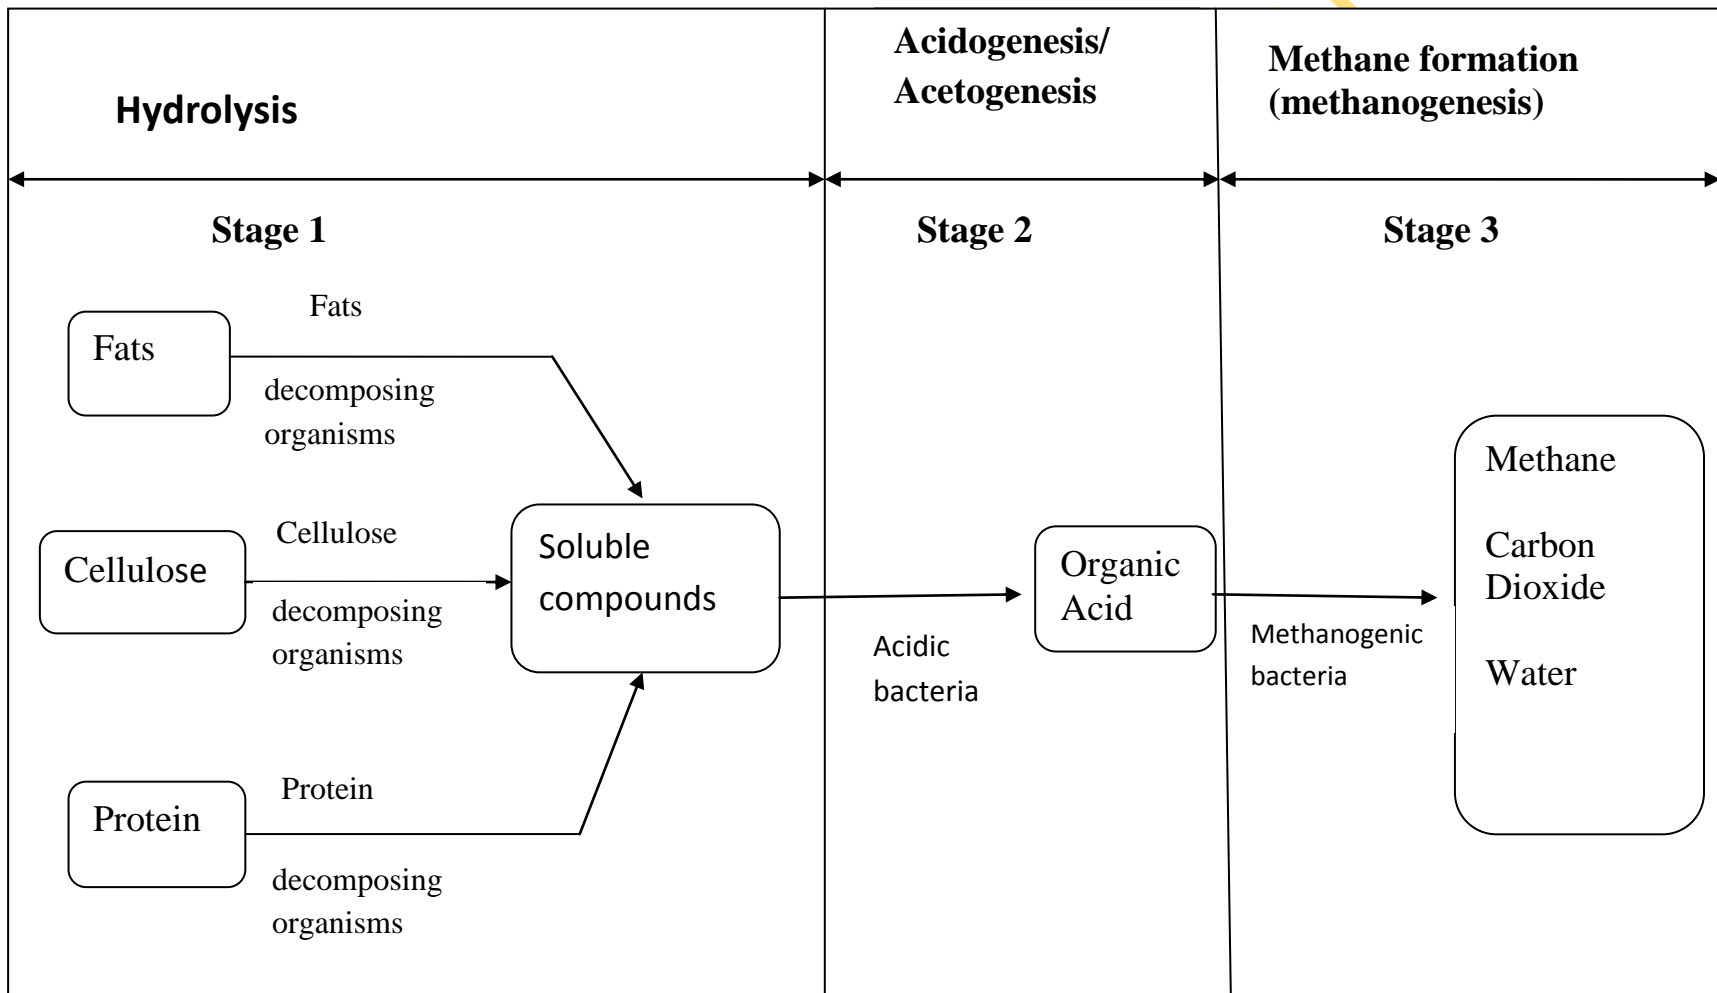 Hydrolysis
Acidogenesis/
Acetogenesis
Methane formation
(methanogenesis)
Stage 1
Stage 2
Stage 3
Fats
Fats
decomposing
organisms
Cellulose
Cellulose
decomposing
organisms
Protein
Protein
decomposing
organisms
Soluble
compounds
Acidic
bacteria
Organic
Acid
Methanogenic
bacteria
Methane
Carbon
Dioxide
Water